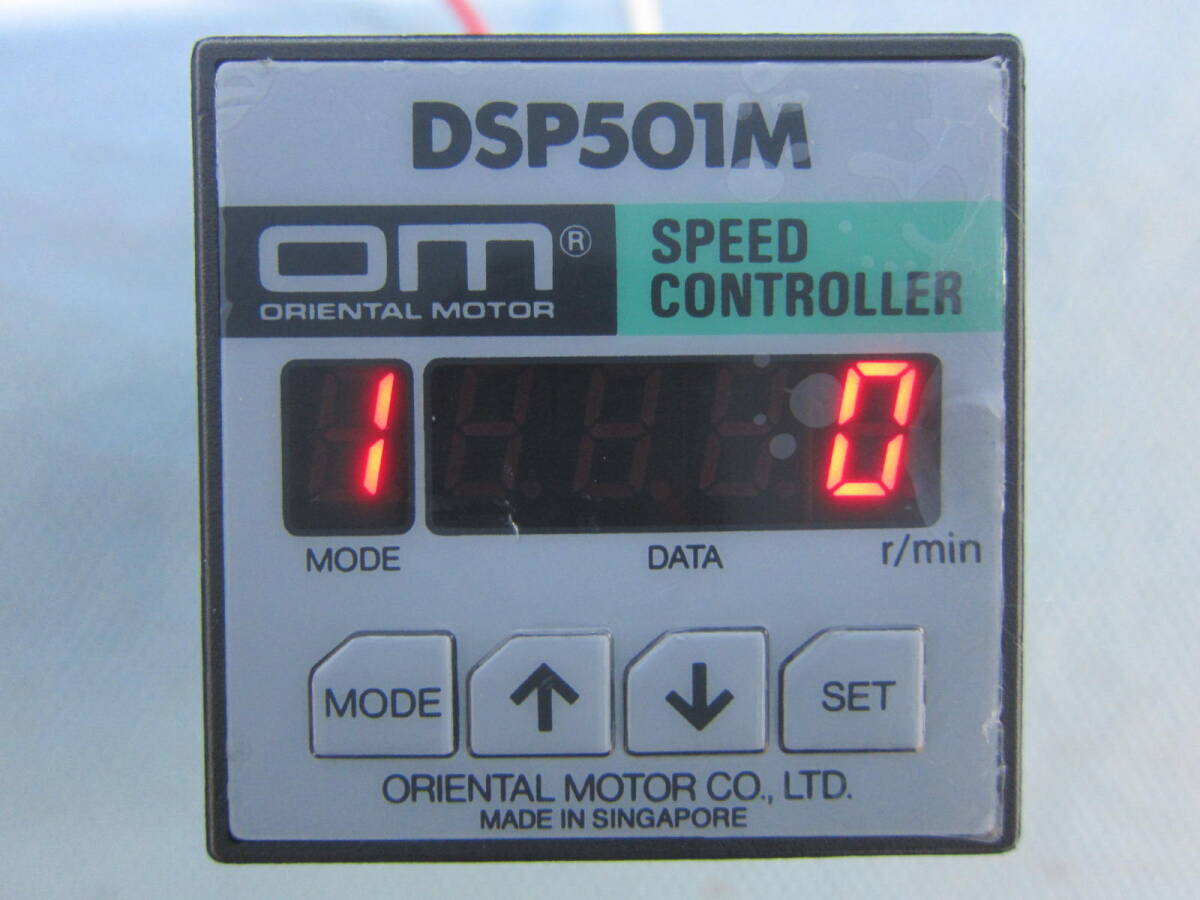 DSP501M
om®
ORIENTAL MOTOR
SPEED
CONTROLLER
1 0
MODE DATA r/min
MODE ↑ ↓ SET
ORIENTAL MOTOR CO., LTD.
MADE IN SINGAPORE